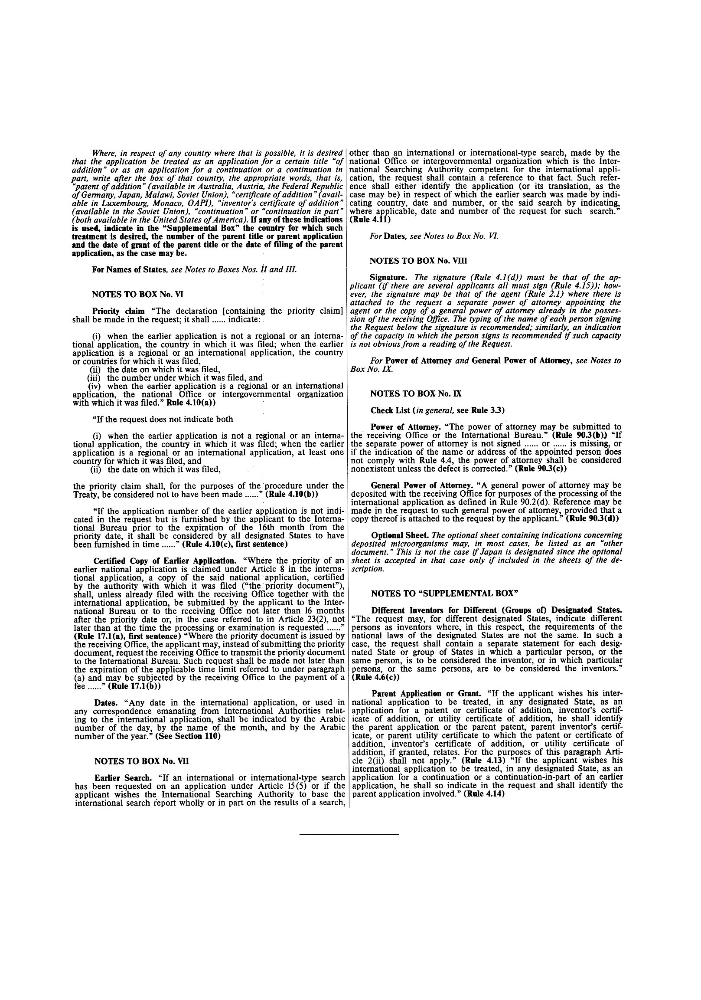 Where, in respect of any country where that is possible, it is desired
that the application be treated as an application for a certain title “of
addition” or as an application for a continuation or a continuation in
part, write after the box of that country, the appropriate words, that is,
“patent of addition” (available in Australia, Austria, the Federal Republic
of Germany, Japan, Malawi, Soviet Union), “certificate of addition” (avail-
able in Luxembourg, Monaco, OAPI), “inventor’s certificate of addition”
(available in the Soviet Union), “continuation” or “continuation in part”
(both available in the United States of America). If any of these indications
is used, indicate in the “Supplemental Box” the country for which such
treatment is desired, the number of the parent title or parent application
and the date of grant of the parent title or the date of filing of the parent
application, as the case may be.
For Names of States, see Notes to Boxes Nos. II and III.
NOTES TO BOX No. VI
Priority claim “The declaration [containing the priority claim]
shall be made in the request; it shall ...... indicate:
(i) when the earlier application is not a regional or an interna-
tional application, the country in which it was filed; when the earlier
application is a regional or an international application, the country
or countries for which it was filed,
(ii) the date on which it was filed,
(iii) the number under which it was filed, and
(iv) when the earlier application is a regional or an international
application, the national Office or intergovernmental organization
with which it was filed.” Rule 4.10(a))
“If the request does not indicate both
(i) when the earlier application is not a regional or an interna-
tional application, the country in which it was filed; when the earlier
application is a regional or an international application, at least one
country for which it was filed, and
(ii) the date on which it was filed,
the priority claim shall, for the purposes of the procedure under the
Treaty, be considered not to have been made ......” (Rule 4.10(b))
“If the application number of the earlier application is not indi-
cated in the request but is furnished by the applicant to the Interna-
tional Bureau prior to the expiration of the 16th month from the
priority date, it shall be considered by all designated States to have
been furnished in time ......” (Rule 4.10(c), first sentence)
Certified Copy of Earlier Application. “Where the priority of an
earlier national application is claimed under Article 8 in the interna-
tional application, a copy of the said national application, certified
by the authority with which it was filed (“the priority document”),
shall, unless already filed with the receiving Office together with the
international application, be submitted by the applicant to the Inter-
national Bureau or to the receiving Office not later than 16 months
after the priority date or, in the case referred to in Article 23(2), not
later than at the time the processing or examination is requested ......”
(Rule 17.1(a), first sentence) “Where the priority document is issued by
the receiving Office, the applicant may, instead of submitting the priority
document, request the receiving Office to transmit the priority document
to the International Bureau. Such request shall be made not later than
the expiration of the applicable time limit referred to under paragraph
(a) and may be subjected by the receiving Office to the payment of a
fee ......” (Rule 17.1(b))
Dates. “Any date in the international application, or used in
any correspondence emanating from International Authorities relat-
ing to the international application, shall be indicated by the Arabic
number of the day, by the name of the month, and by the Arabic
number of the year.” (See Section 110)
NOTES TO BOX No. VII
Earlier Search. “If an international or international-type search
has been requested on an application under Article 15(5) or if the
applicant wishes the International Searching Authority to base the
international search report wholly or in part on the results of a search,
other than an international or international-type search, made by the
national Office or intergovernmental organization which is the Inter-
national Searching Authority competent for the international appli-
cation, the request shall contain a reference to that fact. Such refer-
ence shall either identify the application (or its translation, as the
case may be) in respect of which the earlier search was made by indi-
cating country, date and number, or the said search by indicating,
where applicable, date and number of the request for such search.”
(Rule 4.11)
For Dates, see Notes to Box No. VI.
NOTES TO BOX No. VIII
Signature. The signature (Rule 4.1(d)) must be that of the ap-
plicant (if there are several applicants all must sign (Rule 4.15)); how-
ever, the signature may be that of the agent (Rule 2.1) where there is
attached to the request a separate power of attorney appointing the
agent or the copy of a general power of attorney already in the posses-
sion of the receiving Office. The typing of the name of each person signing
the Request below the signature is recommended; similarly, an indication
of the capacity in which the person signs is recommended if such capacity
is not obvious from a reading of the Request.
For Power of Attorney and General Power of Attorney, see Notes to
Box No. IX.
NOTES TO BOX No. IX
Check List (in general, see Rule 3.3)
Power of Attorney. “The power of attorney may be submitted to
the receiving Office or the International Bureau.” (Rule 90.3(b)) “If
the separate power of attorney is not signed ...... or ...... is missing, or
if the indication of the name or address of the appointed person does
not comply with Rule 4.4, the power of attorney shall be considered
nonexistent unless the defect is corrected.” (Rule 90.3(c))
General Power of Attorney. “A general power of attorney may be
deposited with the receiving Office for purposes of the processing of the
international application as defined in Rule 90.2(d). Reference may be
made in the request to such general power of attorney, provided that a
copy thereof is attached to the request by the applicant.” (Rule 90.3(d))
Optional Sheet. The optional sheet containing indications concerning
deposited microorganisms may, in most cases, be listed as an “other
document.” This is not the case if Japan is designated since the optional
sheet is accepted in that case only if included in the sheets of the de-
scription.
NOTES TO “SUPPLEMENTAL BOX”
Different Inventors for Different (Groups of) Designated States.
“The request may, for different designated States, indicate different
persons as inventors where, in this respect, the requirements of the
national laws of the designated States are not the same. In such a
case, the request shall contain a separate statement for each desig-
nated State or group of States in which a particular person, or the
same person, is to be considered the inventor, or in which particular
persons, or the same persons, are to be considered the inventors.”
(Rule 4.6(c))
Parent Application or Grant. “If the applicant wishes his inter-
national application to be treated, in any designated State, as an
application for a patent or certificate of addition, inventor’s certif-
icate of addition, or utility certificate of addition, he shall identify
the parent application or the parent patent, parent inventor’s certif-
icate, or parent utility certificate to which the patent or certificate of
addition, inventor’s certificate of addition, or utility certificate of
addition, if granted, relates. For the purposes of this paragraph Arti-
cle 2(ii) shall not apply.” (Rule 4.13) “If the applicant wishes his
international application to be treated, in any designated State, as an
application for a continuation or a continuation-in-part of an earlier
application, he shall so indicate in the request and shall identify the
parent application involved.” (Rule 4.14)